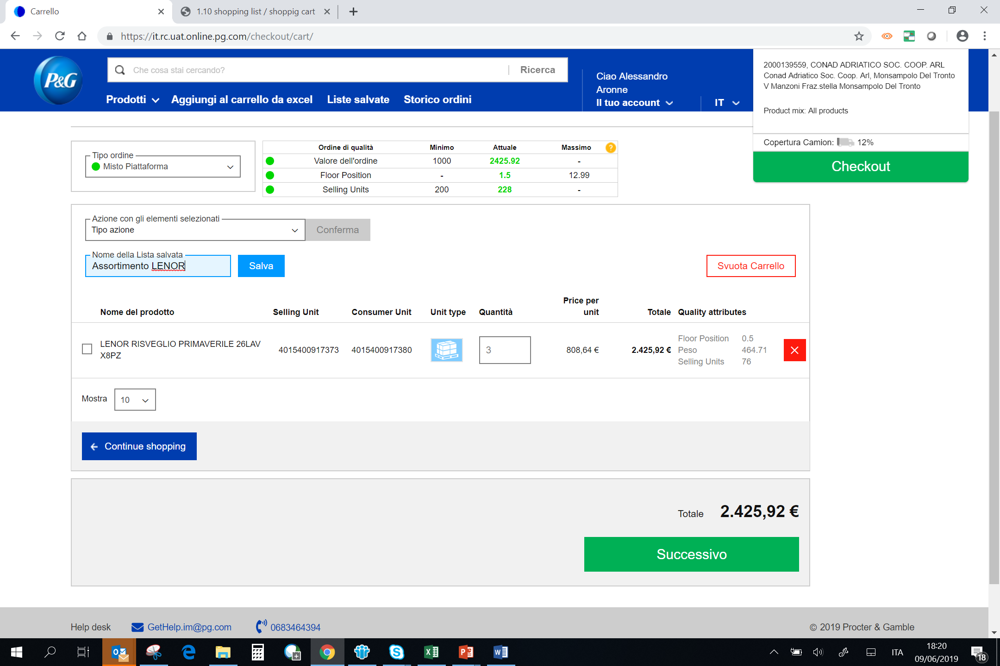 Carrello
1.10 shopping list / shoppig cart
https://it.rc.uat.online.pg.com/checkout/cart/
P&G
Che cosa stai cercando?
Ricerca
Prodotti
Aggiungi al carrello da excel
Liste salvate
Storico ordini
Ciao Alessandro
Aronne
Il tuo account
IT
2000139559, CONAD ADRIATICO SOC. COOP. ARL
Conad Adriatico Soc. Coop. Arl, Monsampolo Del Tronto
V Manzoni Fraz.stella Monsampolo Del Tronto
Product mix: All products
Copertura Camion: 12%
Checkout
Tipo ordine
Misto Piattaforma
Ordine di qualità Minimo Attuale Massimo ?
Valore dell'ordine 1000 2425.92 -
Floor Position - 1.5 12.99
Selling Units 200 228 -
Azione con gli elementi selezionati
Tipo azione
Conferma
Nome della Lista salvata
Assortimento LENOR
Salva
Svuota Carrello
Nome del prodotto Selling Unit Consumer Unit Unit type Quantità Price per unit Totale Quality attributes
LENOR RISVEGLIO PRIMAVERILE 26LAV
X8PZ
4015400917373 4015400917380 3 808,64 € 2.425,92 €
Floor Position 0.5
Peso 464.71
Selling Units 76
Mostra 10
Continue shopping
Totale 2.425,92 €
Successivo
Help desk GetHelp.im@pg.com 0683464394 © 2019 Procter & Gamble
ITA
18:20
09/06/2019
18